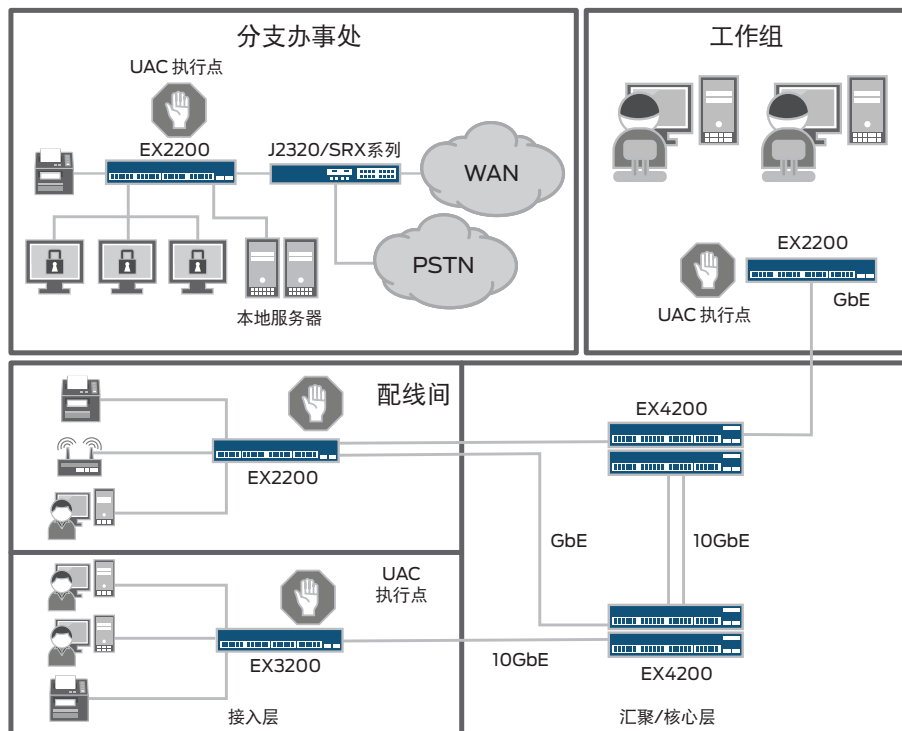 分支办事处
UAC 执行点
EX2200
J2320/SRX系列
WAN
PSTN
本地服务器
工作组
EX2200
GbE
UAC 执行点
配线间
EX2200
UAC
执行点
EX3200
接入层
EX4200
GbE
10GbE
10GbE
EX4200
汇聚/核心层